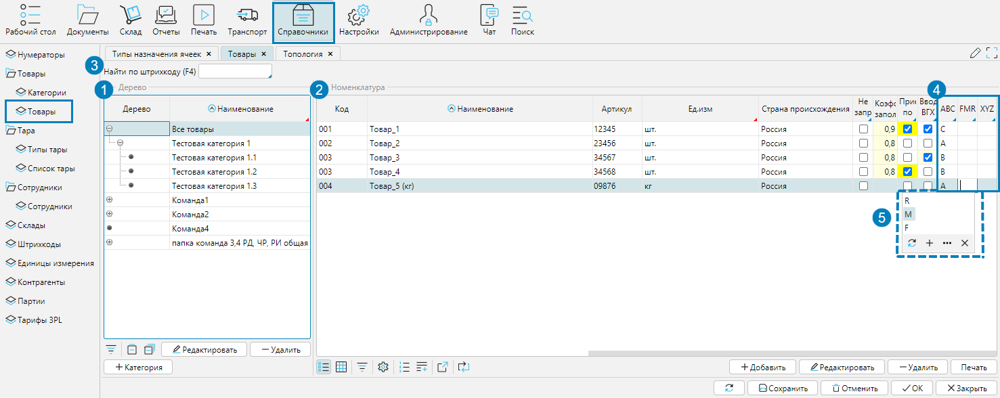 Рабочий стол Документы Склад Отчеты Печать Транспорт Справочники Настройки Администрирование Чат Поиск
Нумераторы
Товары
Категории
Товары
Тара
Типы тары
Список тары
Сотрудники
Сотрудники
Склады
Штрихкоды
Единицы измерения
Контрагенты
Партии
Тарифы 3PL
Типы назначения ячеек × Товары × Топология ×
3 Найти по штрихкоду (F4)
1 Дерево
Дерево Наименование
Все товары
Тестовая категория 1
Тестовая категория 1.1
Тестовая категория 1.2
Тестовая категория 1.3
Команда1
Команда2
Команда4
папка команда 3,4 РД, ЧР, РИ общая
Редактировать — Удалить
+ Категория
2 Номенклатура 4
Код Наименование Артикул Ед.изм Страна происхождения Не запр Коэфс запол Прие по Ввод ВГХ ABC FMR XYZ
001 Товар_1 12345 шт. Россия 0,9 C
002 Товар_2 23456 шт. Россия 0,8 A
003 Товар_3 34567 шт. Россия 0,8 B
003 Товар_4 34568 шт. Россия 0,8 B
004 Товар_5 (кг) 09876 кг Россия A
5
R
M
F
+ Добавить Редактировать — Удалить Печать
Сохранить Отменить OK Закрыть